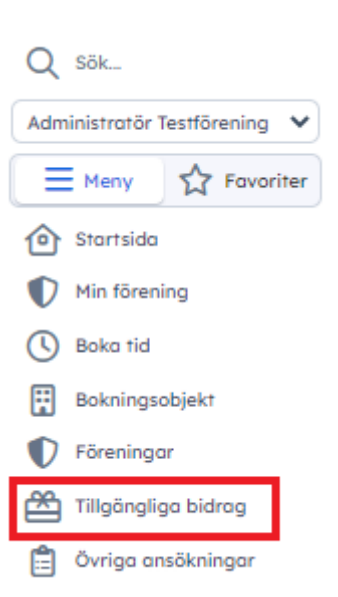 Sök...
Administratör Testförening
Meny Favoriter
Startsida
Min förening
Boka tid
Bokningsobjekt
Föreningar
Tillgängliga bidrag
Övriga ansökningar